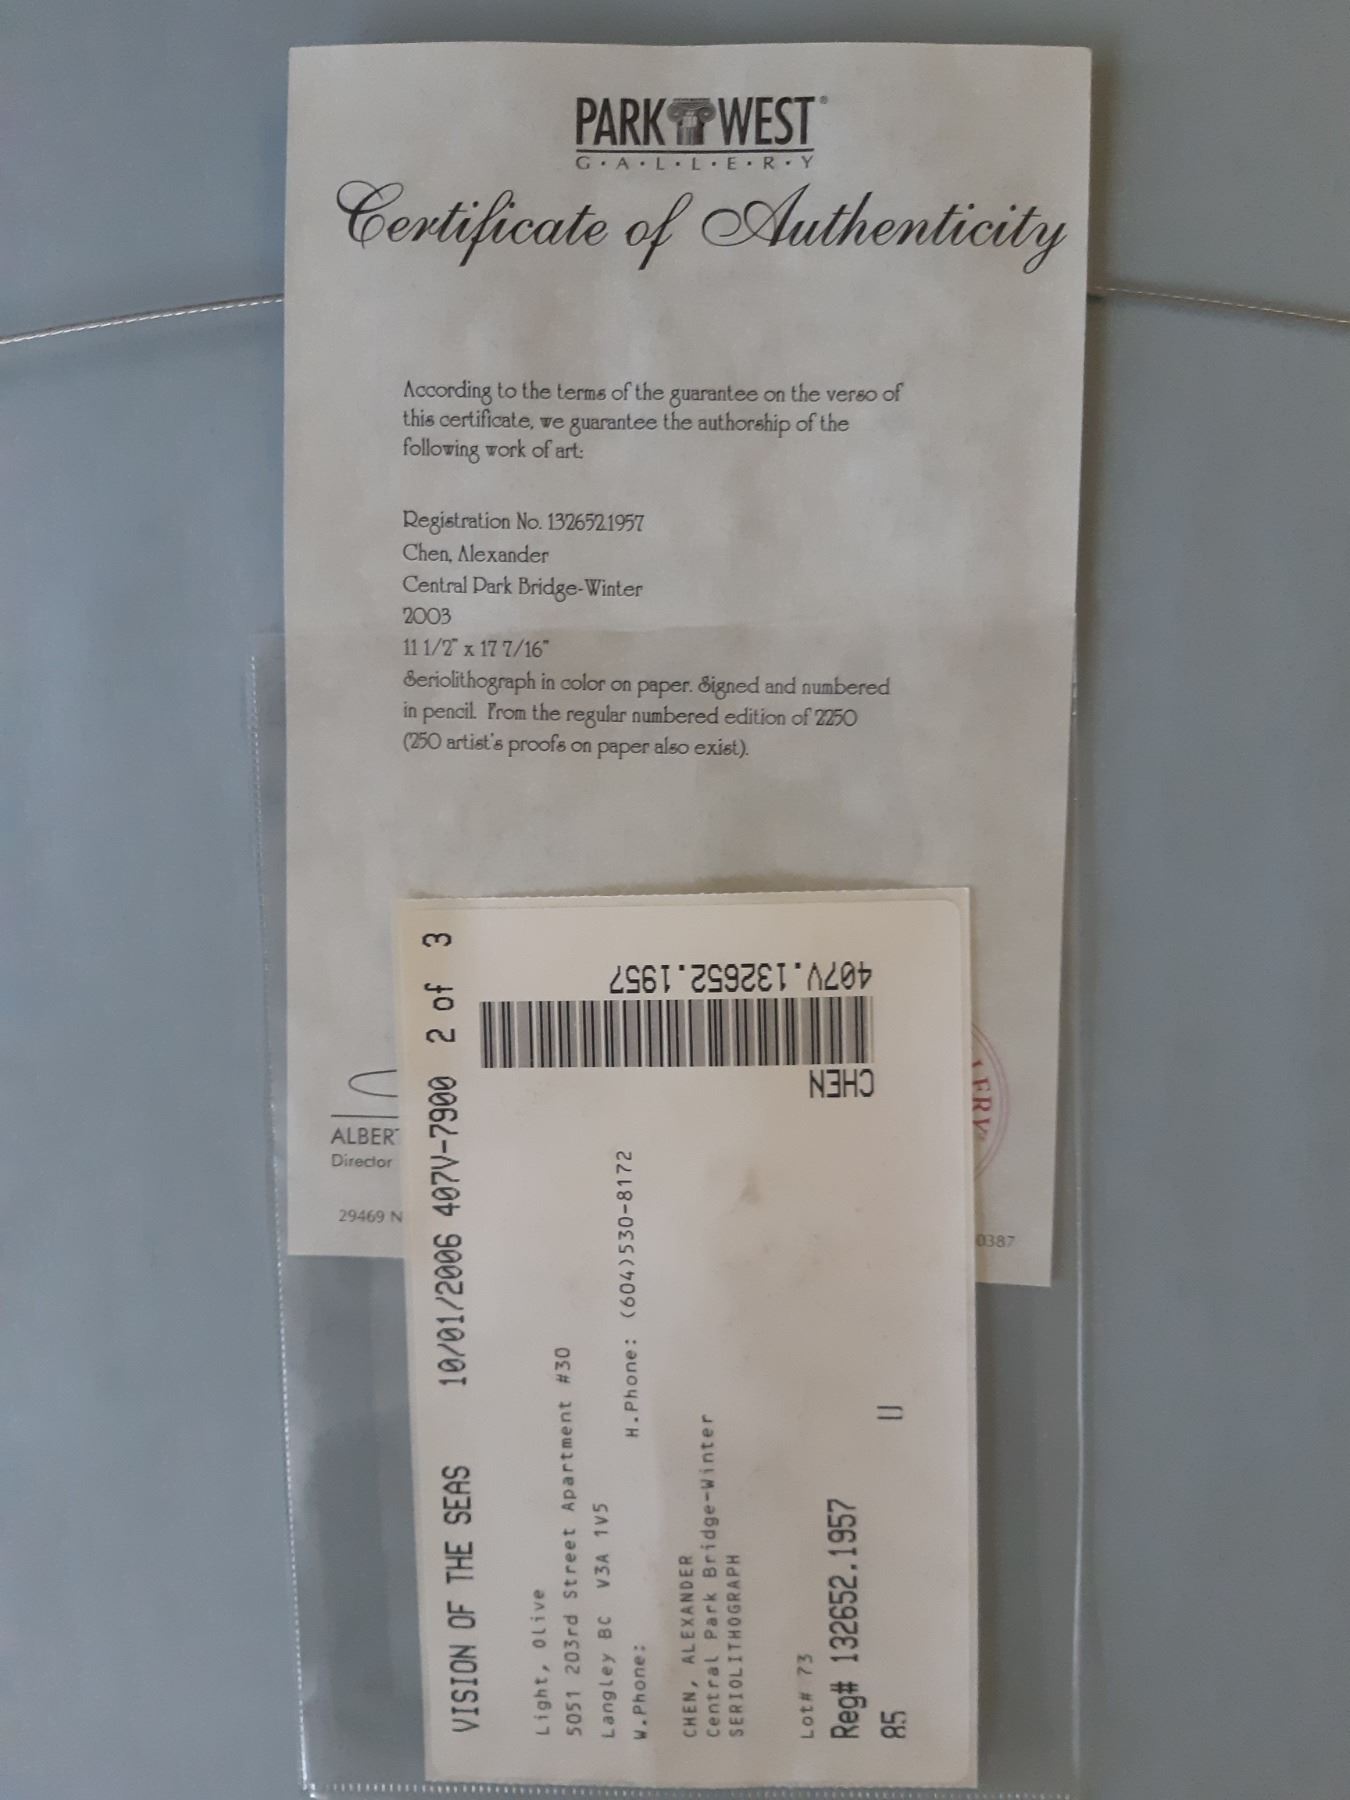 PARK WEST®
G·A·L·L·E·R·Y
Certificate of Authenticity
According to the terms of the guarantee on the verso of
this certificate, we guarantee the authorship of the
following work of art:
Registration No. 132652.1957
Chen, Alexander
Central Park Bridge-Winter
2003
11 1/2" x 17 7/16"
Seriolithograph in color on paper. Signed and numbered
in pencil. From the regular numbered edition of 2250
(250 artist's proofs on paper also exist).
ALBERT
Director
29469 N
0387
LERY
VISION OF THE SEAS 10/01/2006 407V-7900 2 of 3
Light, Olive
5051 203rd Street Apartment #30
Langley BC V3A 1V5
W.Phone: H.Phone: (604)530-8172
CHEN, ALEXANDER
Central Park Bridge-Winter
SERIOLITHOGRAPH
Lot# 73
Reg# 132652.1957
85 U
CHEN
407V.132652.1957